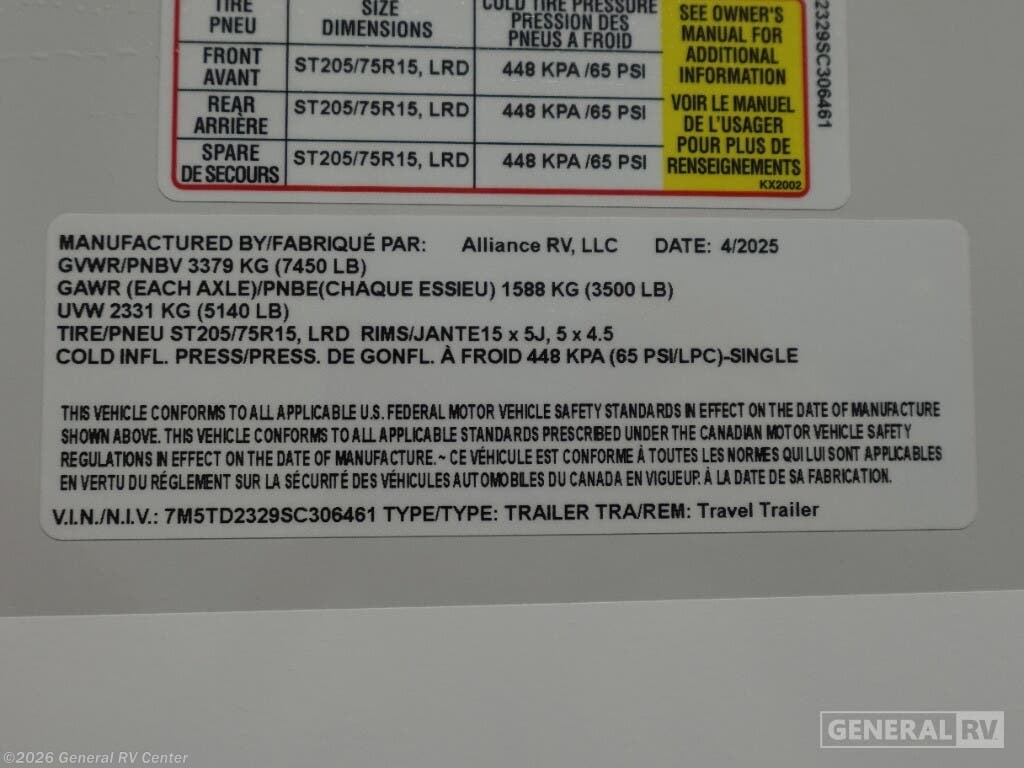 TIRE SIZE COLD TIRE PRESSURE
PNEU DIMENSIONS PRESSION DES
PNEUS A FROID
FRONT
AVANT ST205/75R15, LRD 448 KPA /65 PSI
REAR
ARRIÈRE ST205/75R15, LRD 448 KPA /65 PSI
SPARE
DE SECOURS ST205/75R15, LRD 448 KPA /65 PSI
SEE OWNER'S
MANUAL FOR
ADDITIONAL
INFORMATION
VOIR LE MANUEL
DE L'USAGER
POUR PLUS DE
RENSEIGNEMENTS
KX2002
2329SC306461
MANUFACTURED BY/FABRIQUÉ PAR: Alliance RV, LLC DATE: 4/2025
GVWR/PNBV 3379 KG (7450 LB)
GAWR (EACH AXLE)/PNBE(CHAQUE ESSIEU) 1588 KG (3500 LB)
UVW 2331 KG (5140 LB)
TIRE/PNEU ST205/75R15, LRD RIMS/JANTE15 x 5J, 5 x 4.5
COLD INFL. PRESS/PRESS. DE GONFL. À FROID 448 KPA (65 PSI/LPC)-SINGLE
THIS VEHICLE CONFORMS TO ALL APPLICABLE U.S. FEDERAL MOTOR VEHICLE SAFETY STANDARDS IN EFFECT ON THE DATE OF MANUFACTURE
SHOWN ABOVE. THIS VEHICLE CONFORMS TO ALL APPLICABLE STANDARDS PRESCRIBED UNDER THE CANADIAN MOTOR VEHICLE SAFETY
REGULATIONS IN EFFECT ON THE DATE OF MANUFACTURE. ~ CE VÉHICULE EST CONFORME À TOUTES LES NORMES QUI LUI SONT APPLICABLES
EN VERTU DU RÉGLEMENT SUR LA SÉCURITÉ DES VÉHICULES AUTOMOBILES DU CANADA EN VIGUEUR À LA DATE DE SA FABRICATION.
V.I.N./N.I.V.: 7M5TD2329SC306461 TYPE/TYPE: TRAILER TRA/REM: Travel Trailer
GENERAL RV
©2026 General RV Center